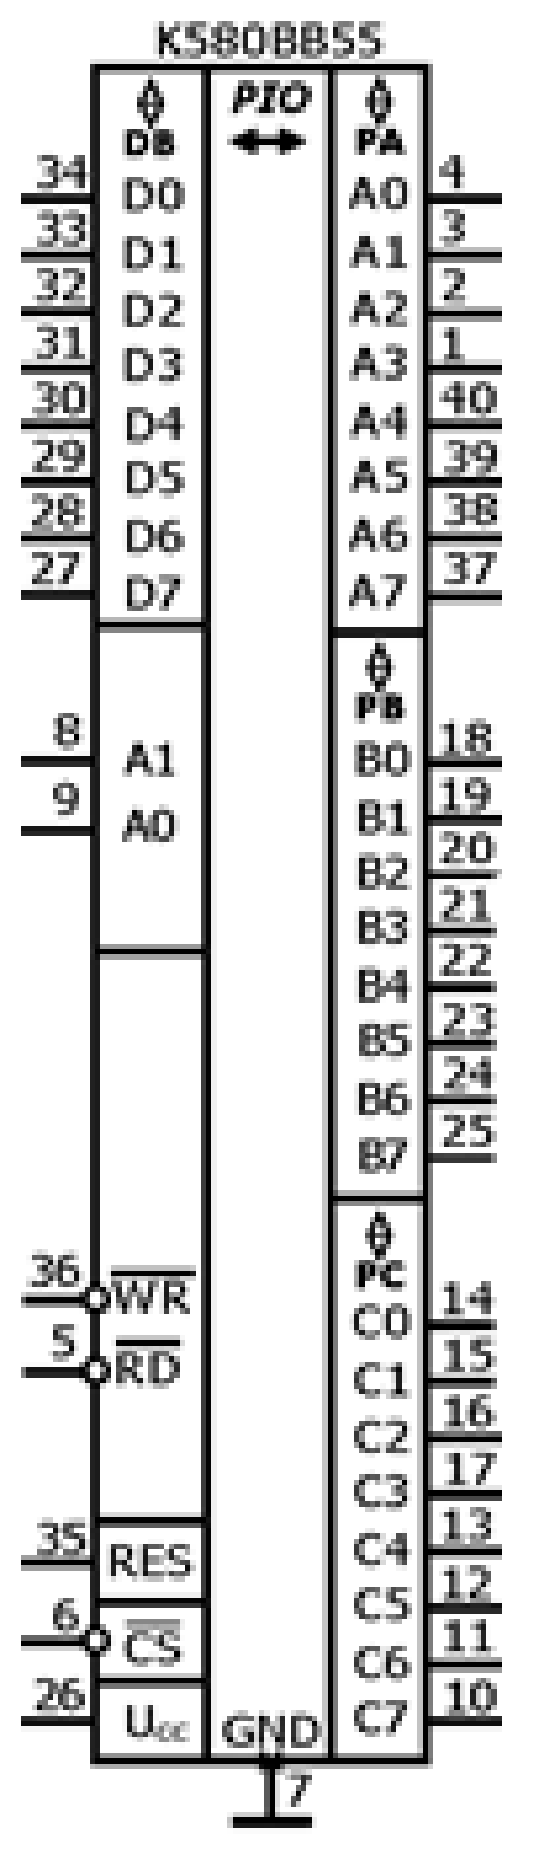 K580BB55
DB PIO PA
34 D0 A0 4
33 D1 A1 3
32 D2 A2 2
31 D3 A3 1
30 D4 A4 40
29 D5 A5 39
28 D6 A6 38
27 D7 A7 37
PB
8 A1 B0 18
9 A0 B1 19
B2 20
B3 21
B4 22
B5 23
B6 24
B7 25
PC
36 WR C0 14
5 RD C1 15
C2 16
C3 17
35 RES C4 13
C5 12
6 CS C6 11
26 Ucc GND C7 10
7